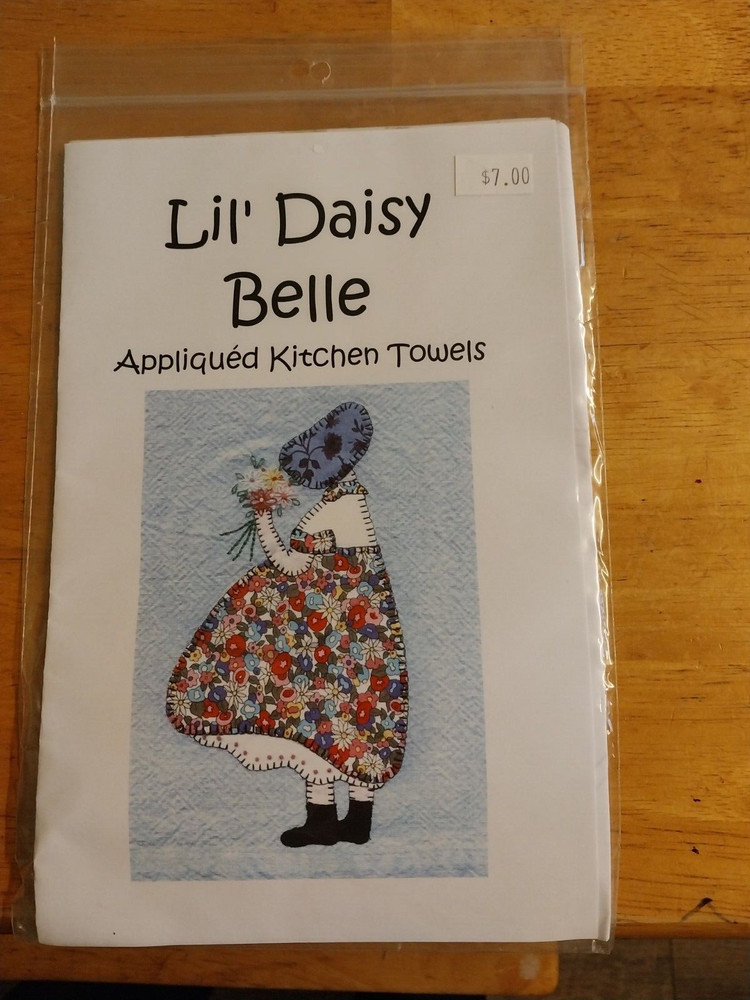 $7.00
Lil' Daisy
Belle
Appliquéd Kitchen Towels